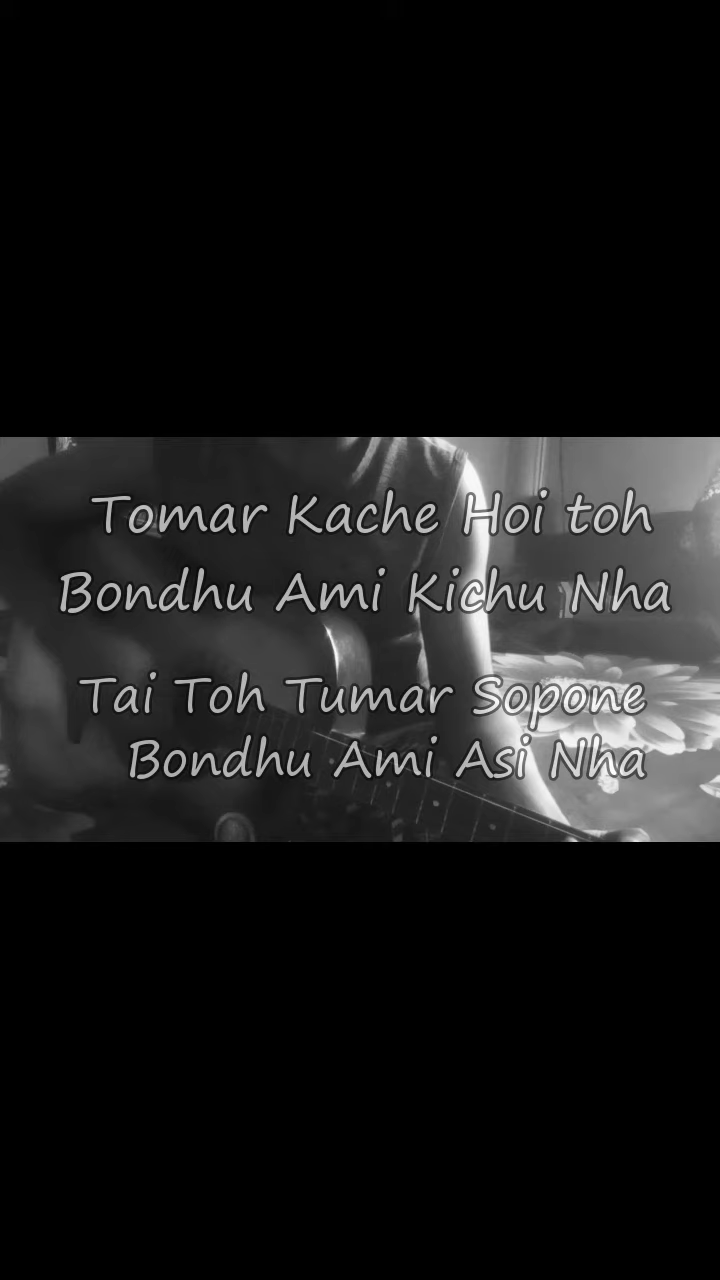 Tomar Kache Hoi toh
Bondhu Ami Kichu Nha
Tai Toh Tumar Sopone
Bondhu Ami Asi Nha